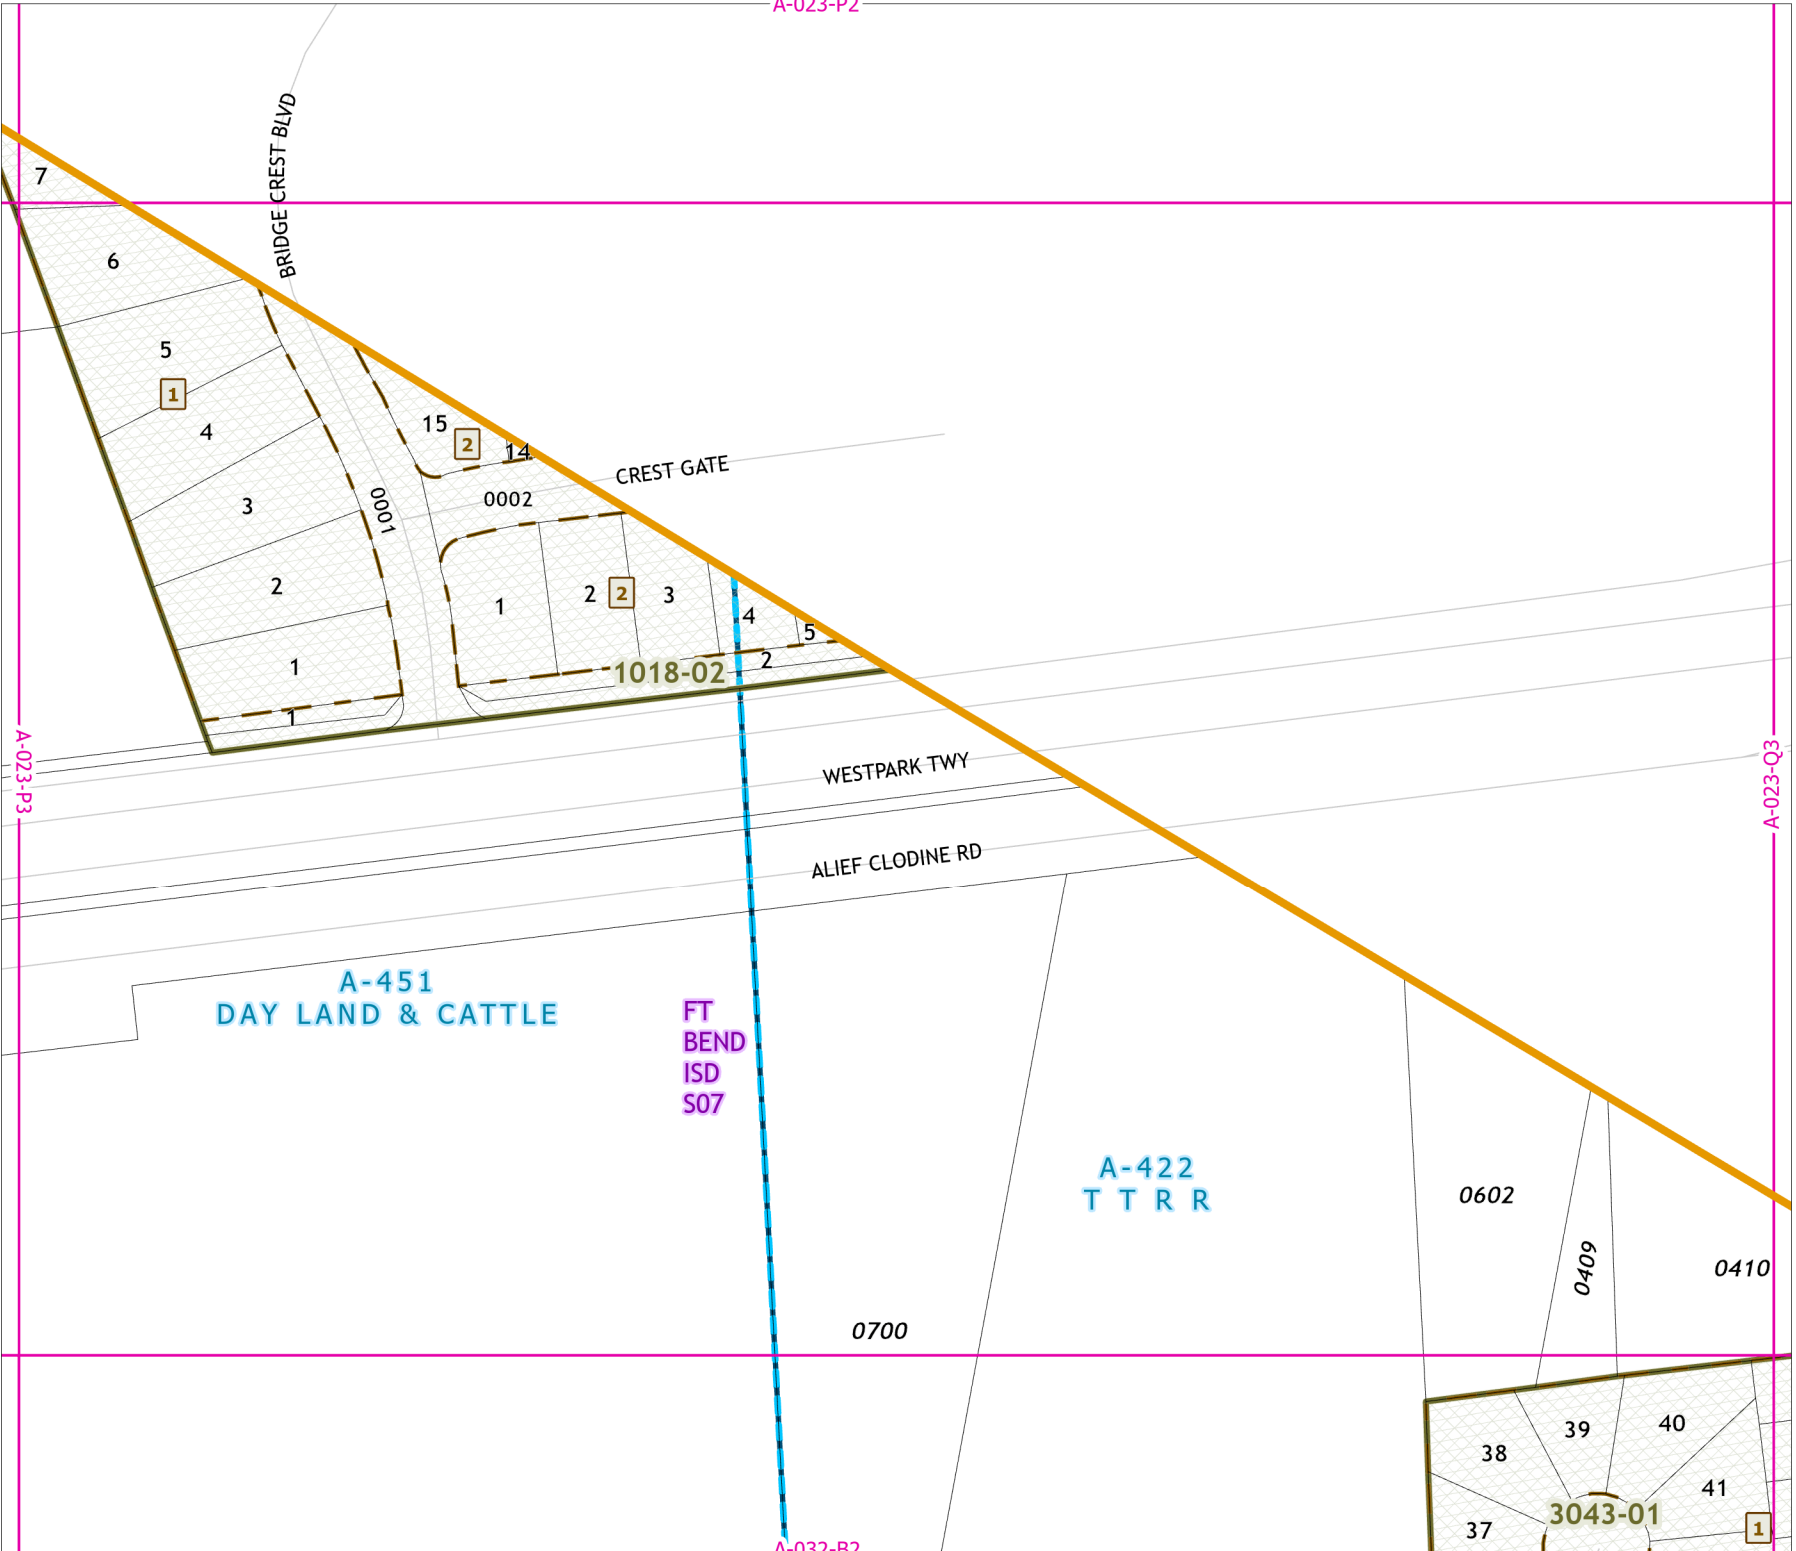 A-023-P2
BRIDGE CREST BLVD
7
6
5
1
4
15
2
14
CREST GATE
0002
0001
3
2
1
2
2
3
4
5
1
1
1018-02
2
A-023-P3
WESTPARK TWY
A-023-Q3
ALIEF CLODINE RD
A-451
DAY LAND & CATTLE
FT
BEND
ISD
S07
A-422
T T R R
0602
0409
0410
0700
38
39
40
41
3043-01
37
1
A-032-B2